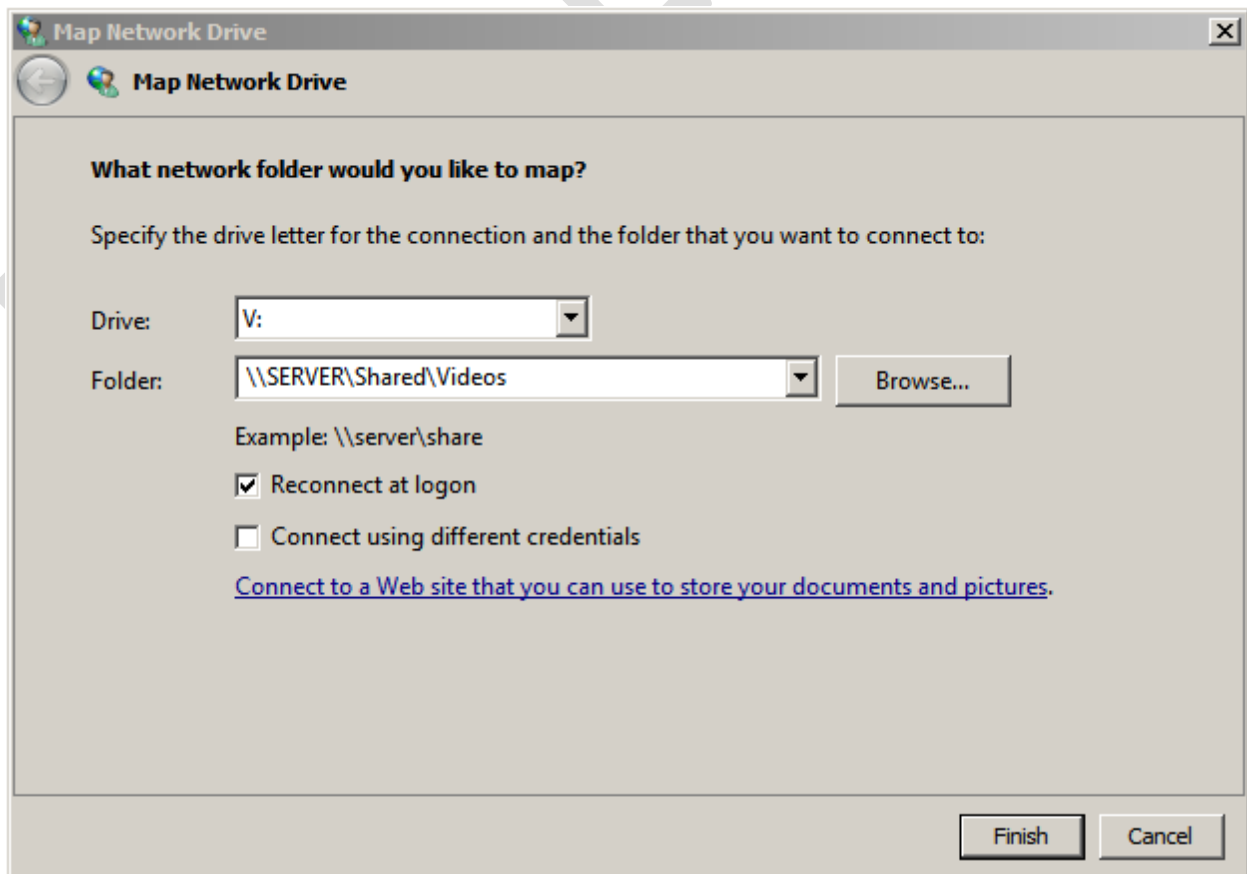 Map Network Drive
Map Network Drive
What network folder would you like to map?
Specify the drive letter for the connection and the folder that you want to connect to:
Drive: V:
Folder: \\SERVER\Shared\Videos Browse...
Example: \\server\share
Reconnect at logon
Connect using different credentials
Connect to a Web site that you can use to store your documents and pictures.
Finish Cancel